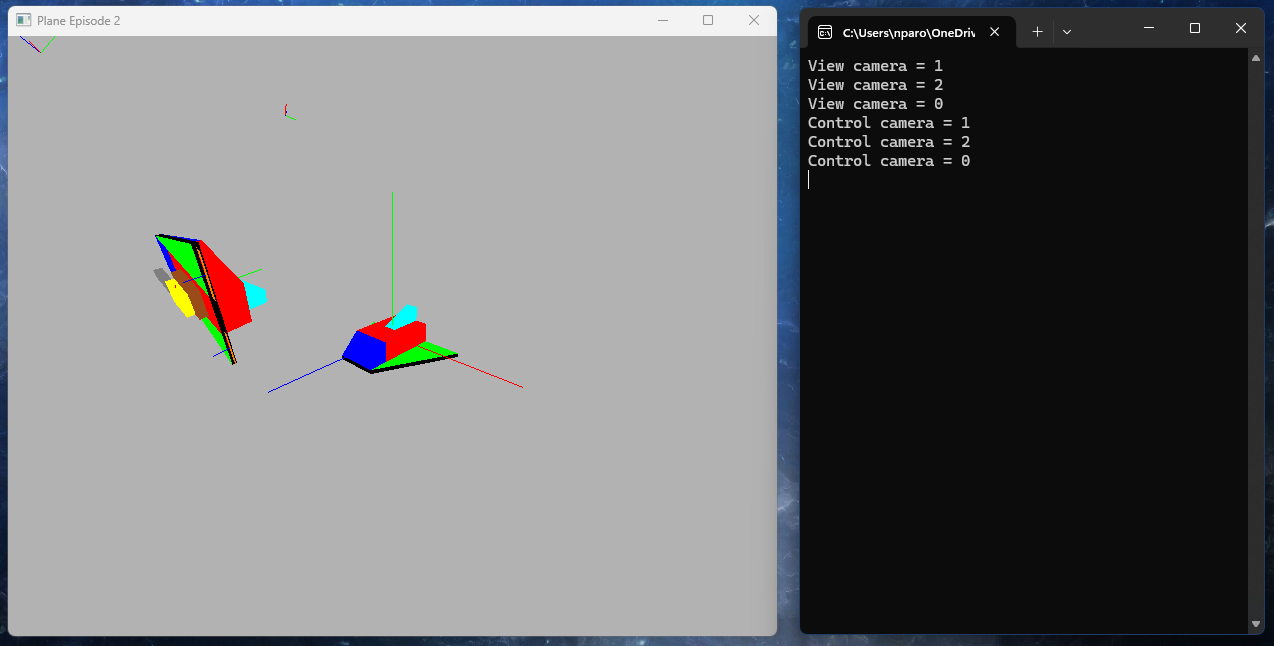 Plane Episode 2
C:\Users\nparo\OneDriv
View camera = 1
View camera = 2
View camera = 0
Control camera = 1
Control camera = 2
Control camera = 0